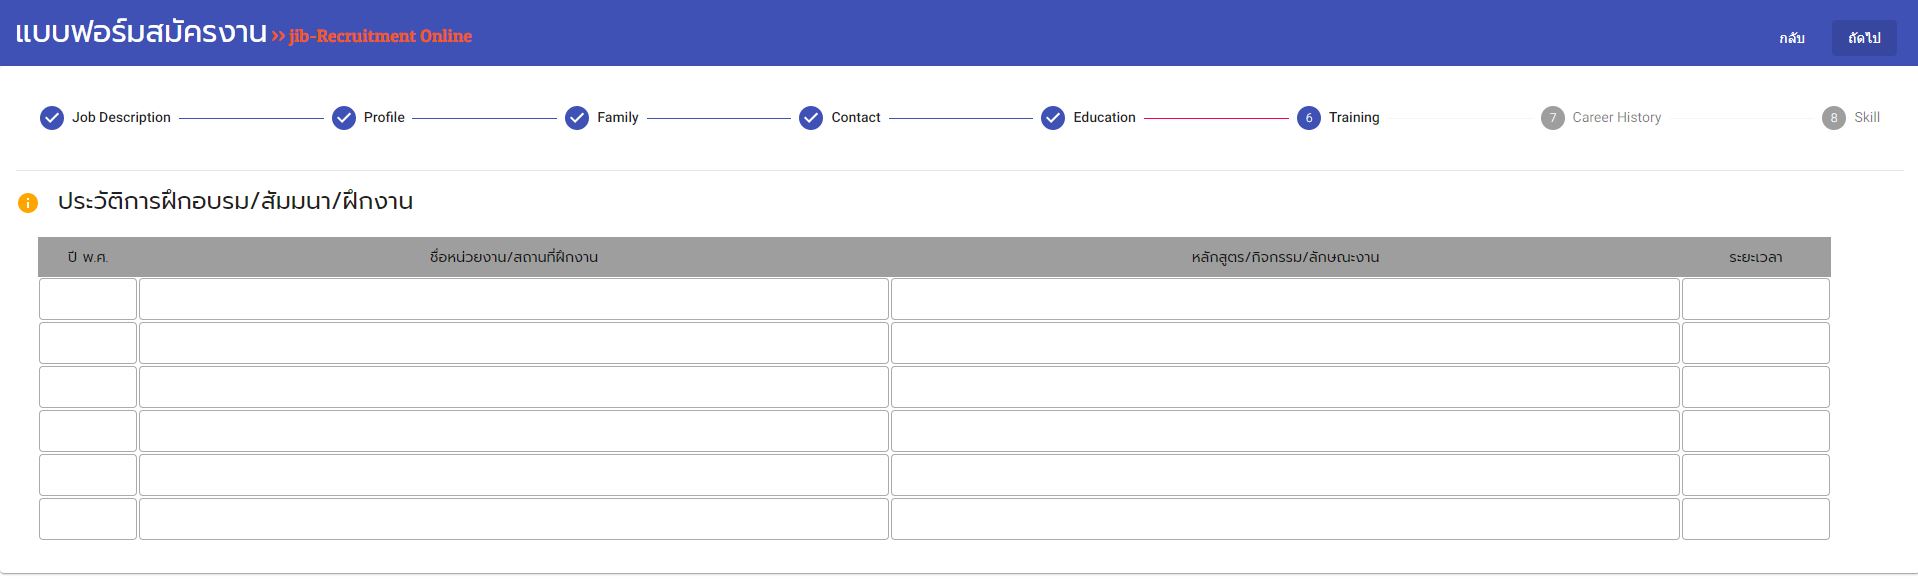 แบบฟอร์มสมัครงาน >> jib-Recruitment Online
กลับ ถัดไป
Job Description Profile Family Contact Education 6 Training 7 Career History 8 Skill
ประวัติการฝึกอบรม/สัมมนา/ฝึกงาน
ปี พ.ศ. ชื่อหน่วยงาน/สถานที่ฝึกงาน หลักสูตร/กิจกรรม/ลักษณะงาน ระยะเวลา